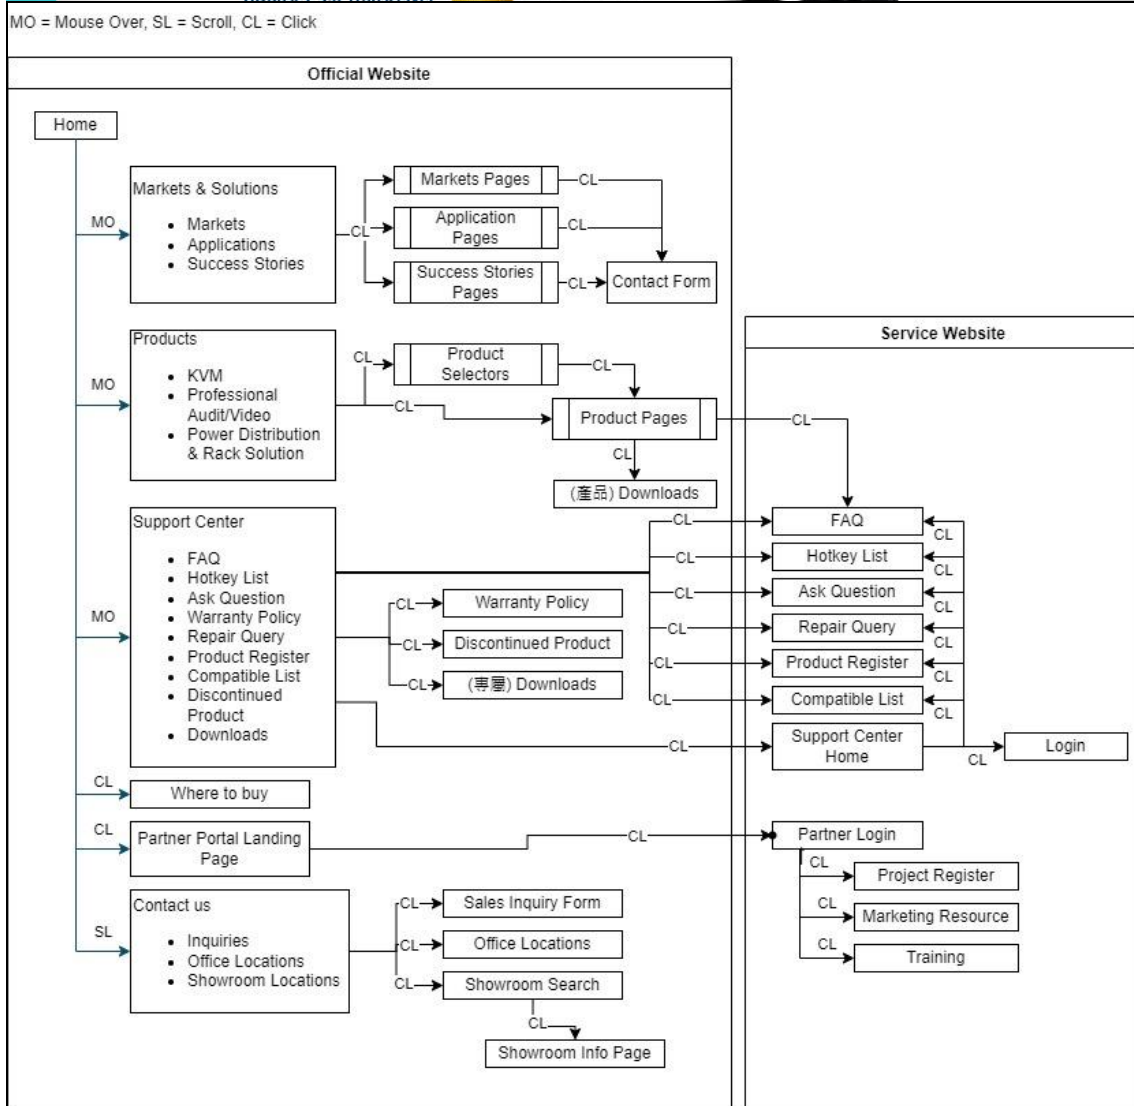 MO = Mouse Over, SL = Scroll, CL = Click
Official Website
Home
MO
Markets & Solutions
• Markets
• Applications
• Success Stories
CL
Markets Pages
CL
Application
Pages
CL
Success Stories
Pages
CL
Contact Form
Service Website
MO
Products
• KVM
• Professional
Audit/Video
• Power Distribution
& Rack Solution
CL
Product
Selectors
CL
CL
Product Pages
CL
CL
(產品) Downloads
MO
Support Center
• FAQ
• Hotkey List
• Ask Question
• Warranty Policy
• Repair Query
• Product Register
• Compatible List
• Discontinued
Product
• Downloads
CL
Warranty Policy
CL
Discontinued Product
CL
(專屬) Downloads
CL
FAQ
CL
CL
Hotkey List
CL
CL
Ask Question
CL
CL
Repair Query
CL
CL
Product Register
CL
CL
Compatible List
CL
CL
Support Center
Home
CL
Login
CL
Where to buy
CL
Partner Portal Landing
Page
CL
Partner Login
CL
Project Register
CL
Marketing Resource
CL
Training
SL
Contact us
• Inquiries
• Office Locations
• Showroom Locations
CL
Sales Inquiry Form
CL
Office Locations
CL
Showroom Search
CL
Showroom Info Page